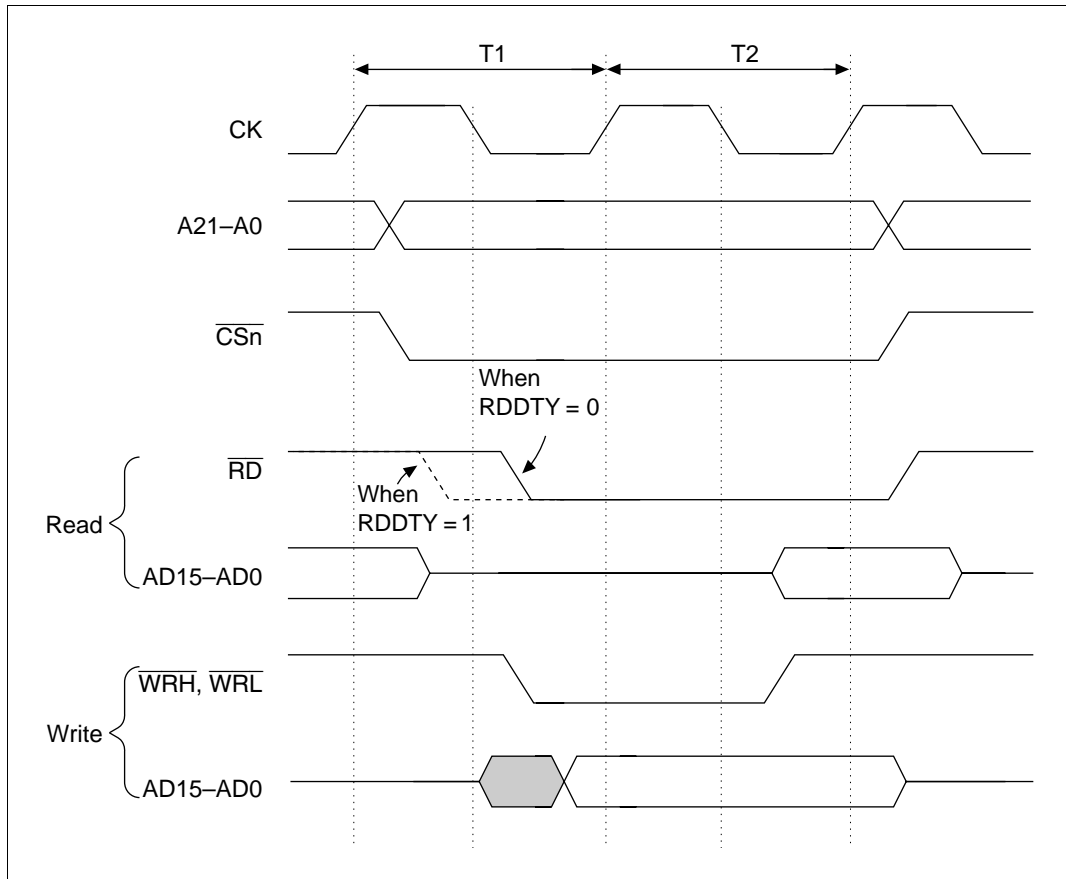 T1
T2
CK
A21–A0
CSn
When
RDDTY = 0
RD
When
RDDTY = 1
Read
AD15–AD0
WRH, WRL
Write
AD15–AD0